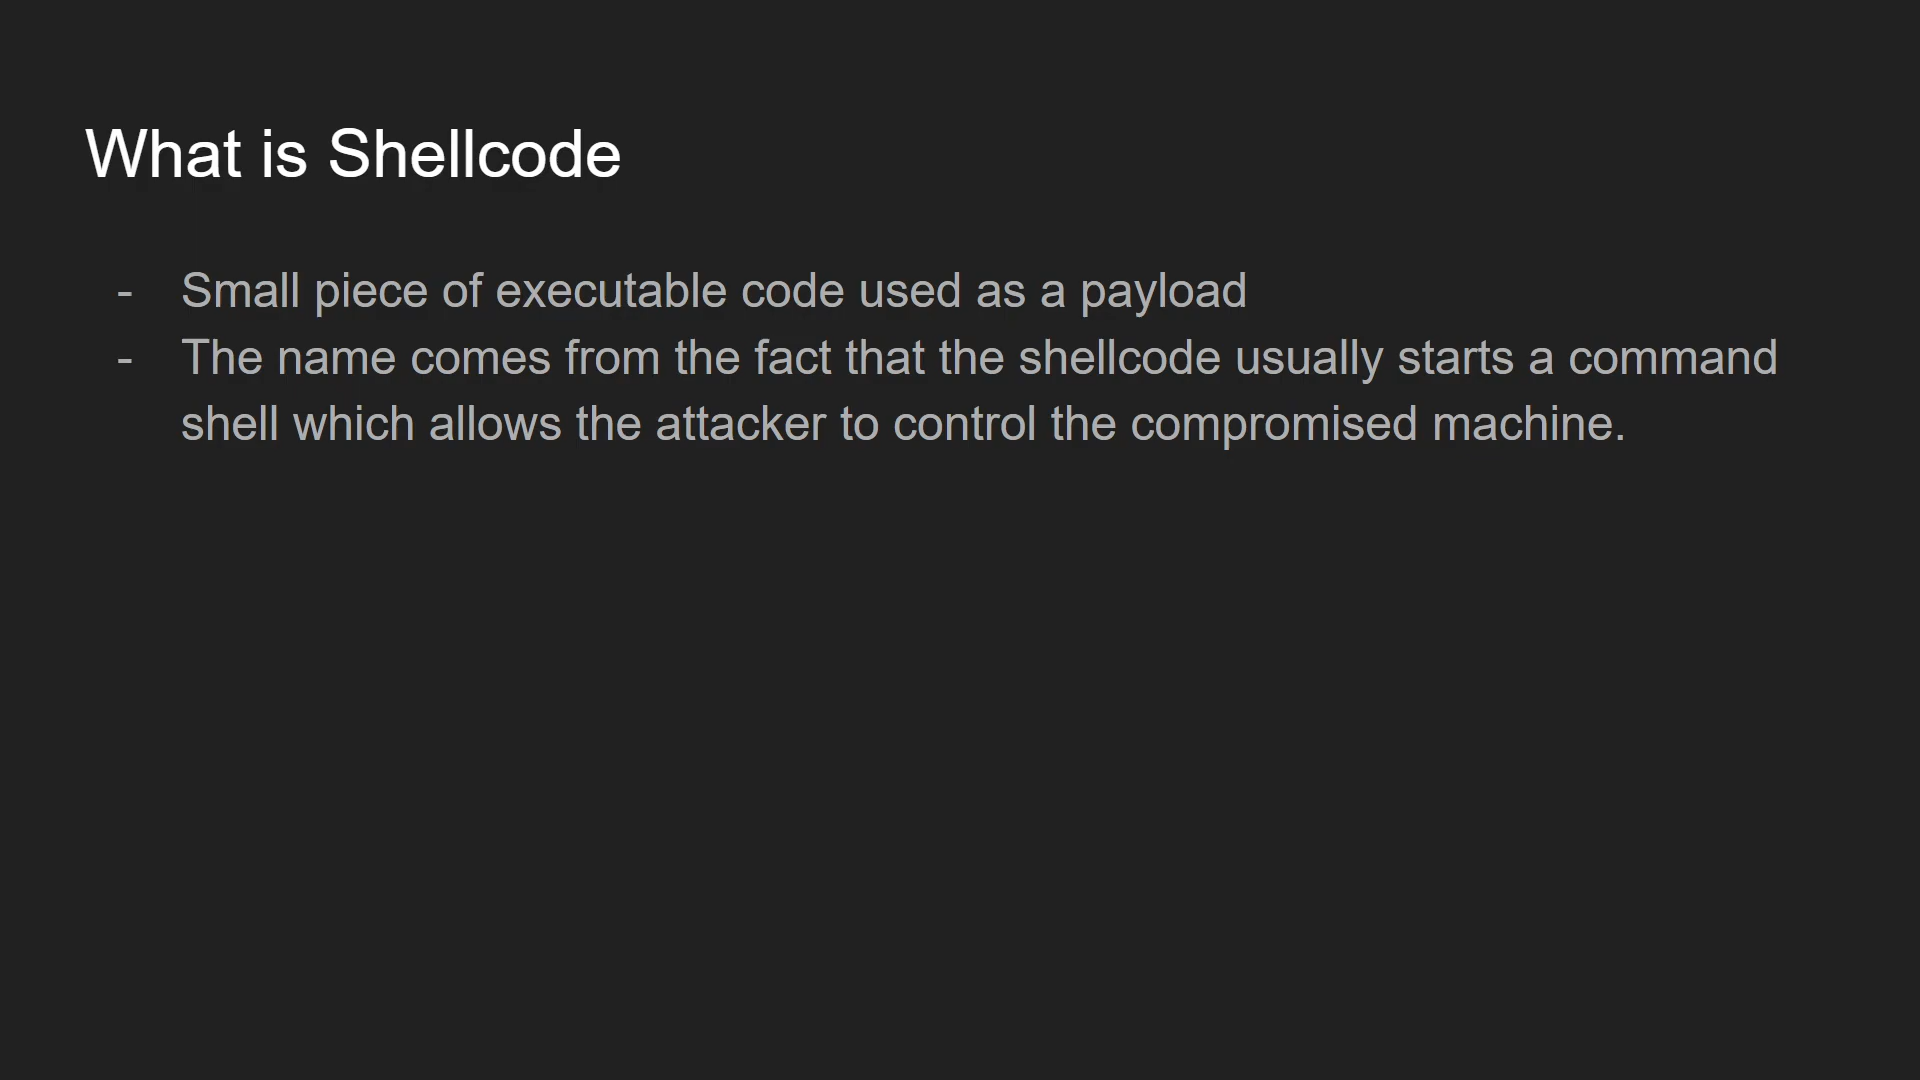 What is Shellcode
- Small piece of executable code used as a payload
- The name comes from the fact that the shellcode usually starts a command
shell which allows the attacker to control the compromised machine.